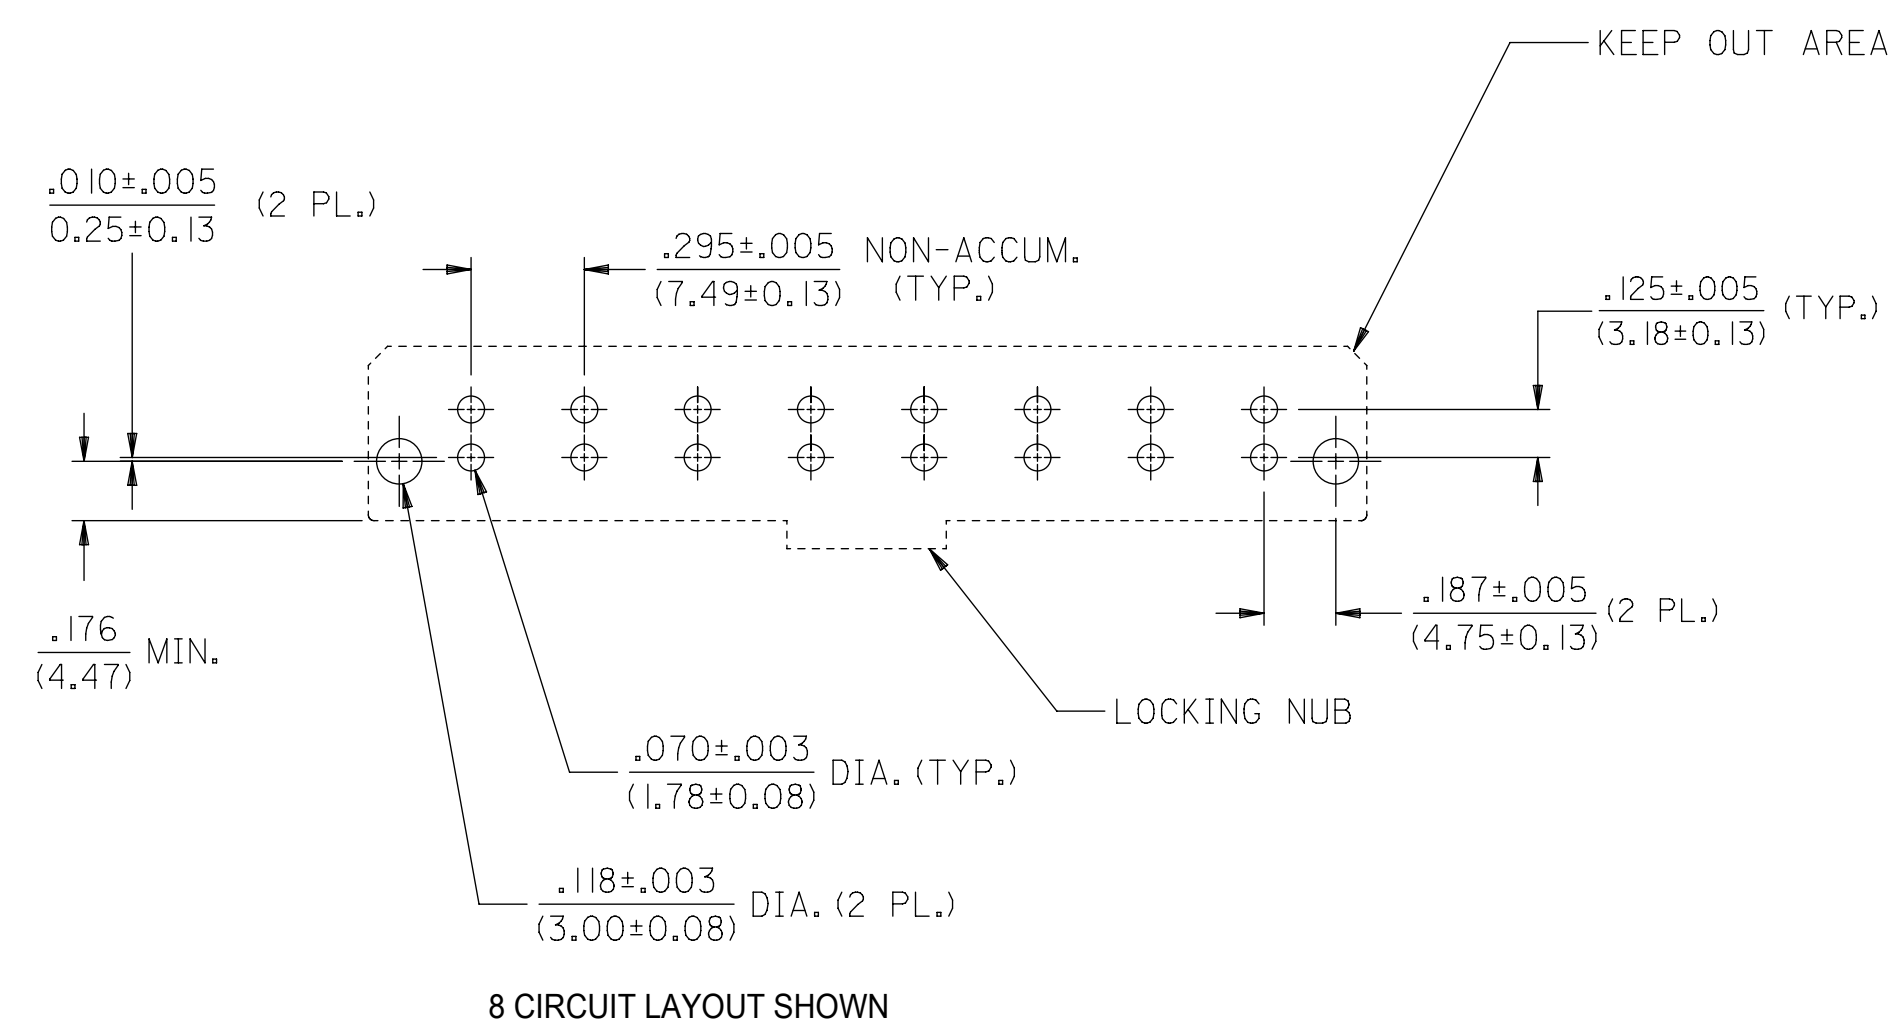 KEEP OUT AREA
.010±.005 (2 PL.)
0.25±0.13
.295±.005 NON-ACCUM.
(7.49±0.13) (TYP.)
.125±.005 (TYP.)
(3.18±0.13)
.187±.005 (2 PL.)
(4.75±0.13)
.176 MIN.
(4.47)
LOCKING NUB
.070±.003 DIA. (TYP.)
(1.78±0.08)
.118±.003 DIA. (2 PL.)
(3.00±0.08)
8 CIRCUIT LAYOUT SHOWN